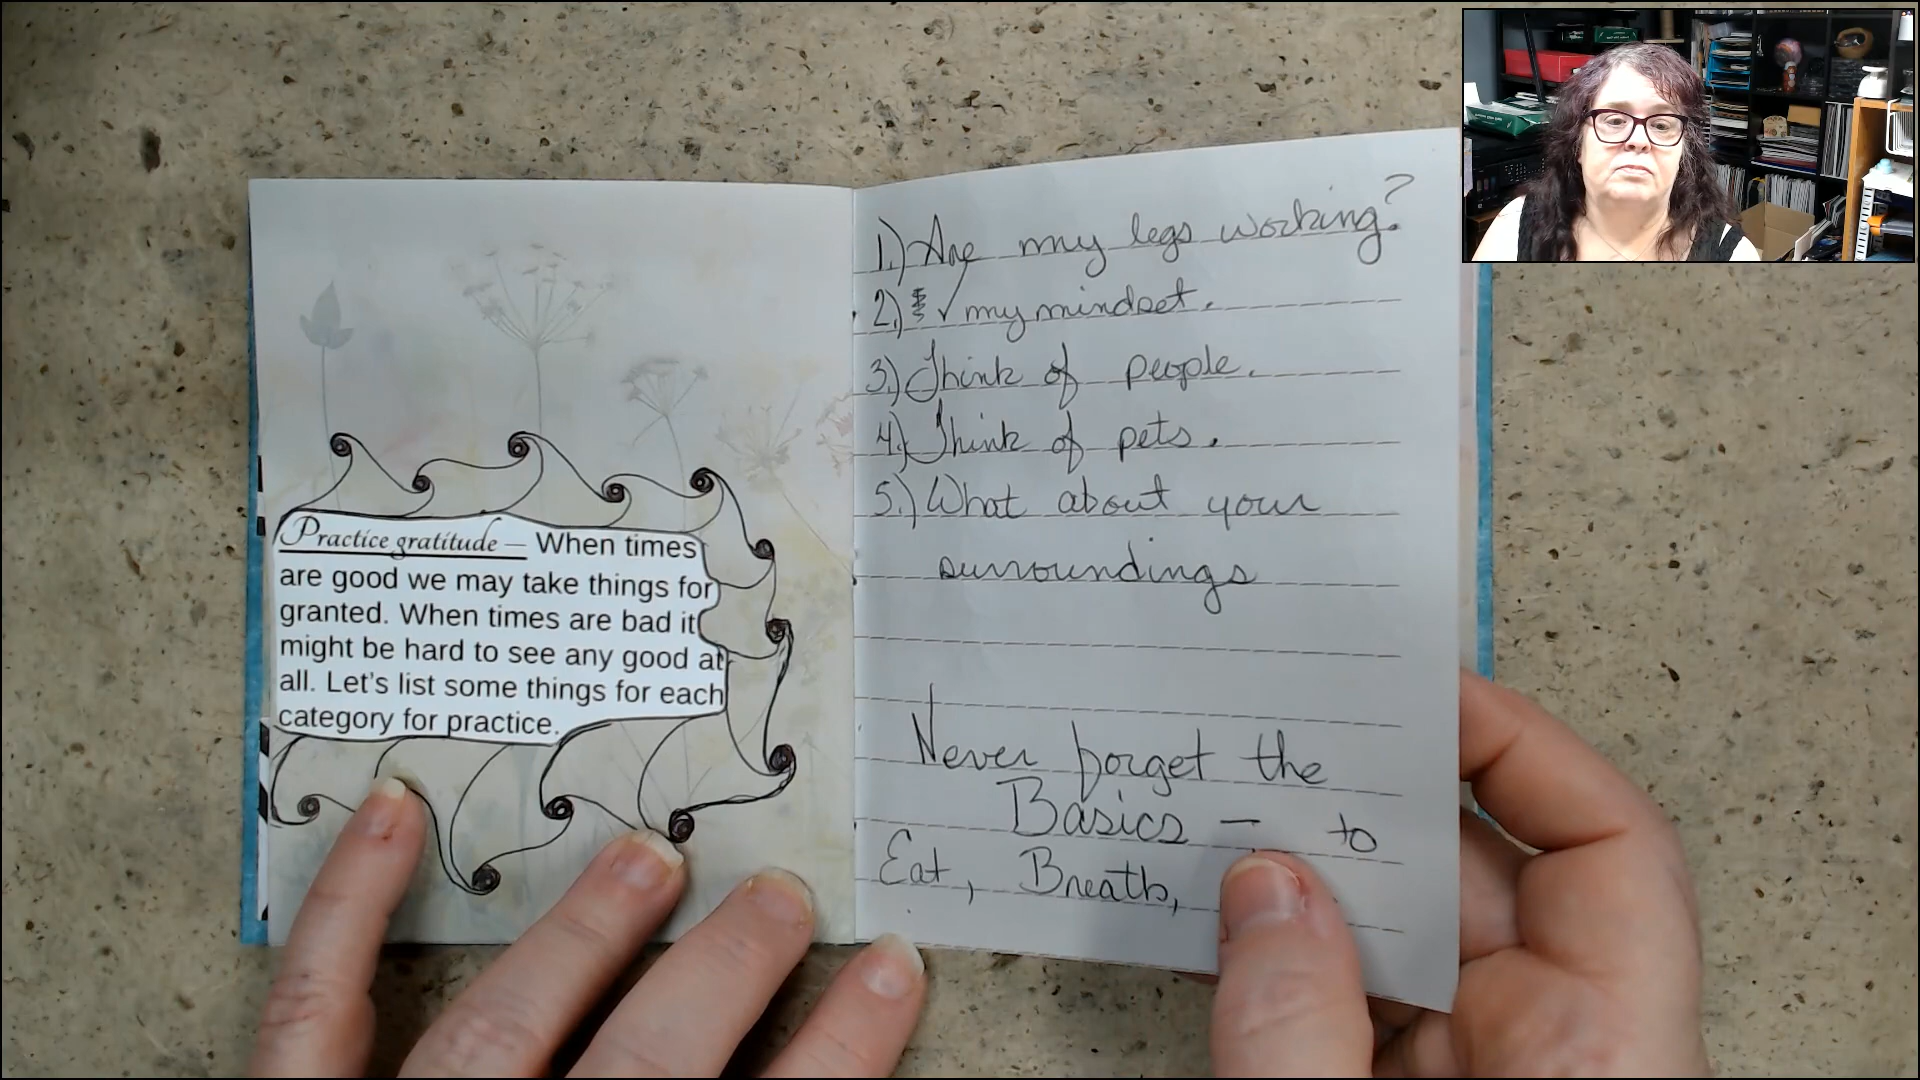 Practice gratitude — When times
are good we may take things for
granted. When times are bad it
might be hard to see any good at
all. Let's list some things for each
category for practice.
1.) Are my legs working?
2.) ✓ my mindset.
3.) Think of people.
4.) Think of pets.
5.) What about your
surroundings
Never forget the
Basics — to
Eat, Breath,